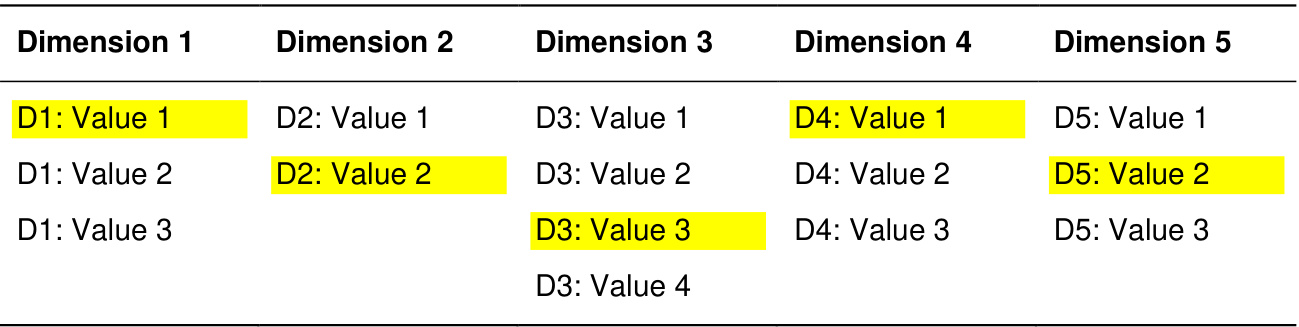 Dimension 1 Dimension 2 Dimension 3 Dimension 4 Dimension 5
D1: Value 1 D2: Value 1 D3: Value 1 D4: Value 1 D5: Value 1
D1: Value 2 D2: Value 2 D3: Value 2 D4: Value 2 D5: Value 2
D1: Value 3 D3: Value 3 D4: Value 3 D5: Value 3
D3: Value 4